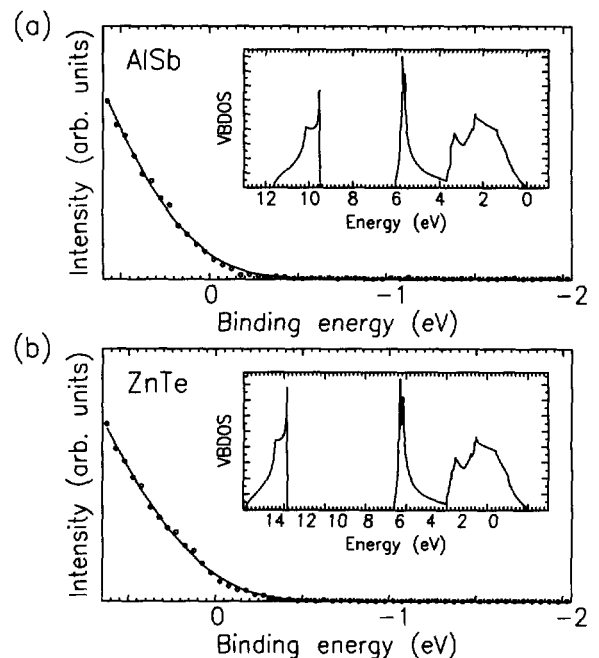 (a)
AlSb
Intensity (arb. units)
VBDOS
12 10 8 6 4 2 0
Energy (eV)
0 -1 -2
Binding energy (eV)
(b)
ZnTe
Intensity (arb. units)
VBDOS
14 12 10 8 6 4 2 0
Energy (eV)
0 -1 -2
Binding energy (eV)